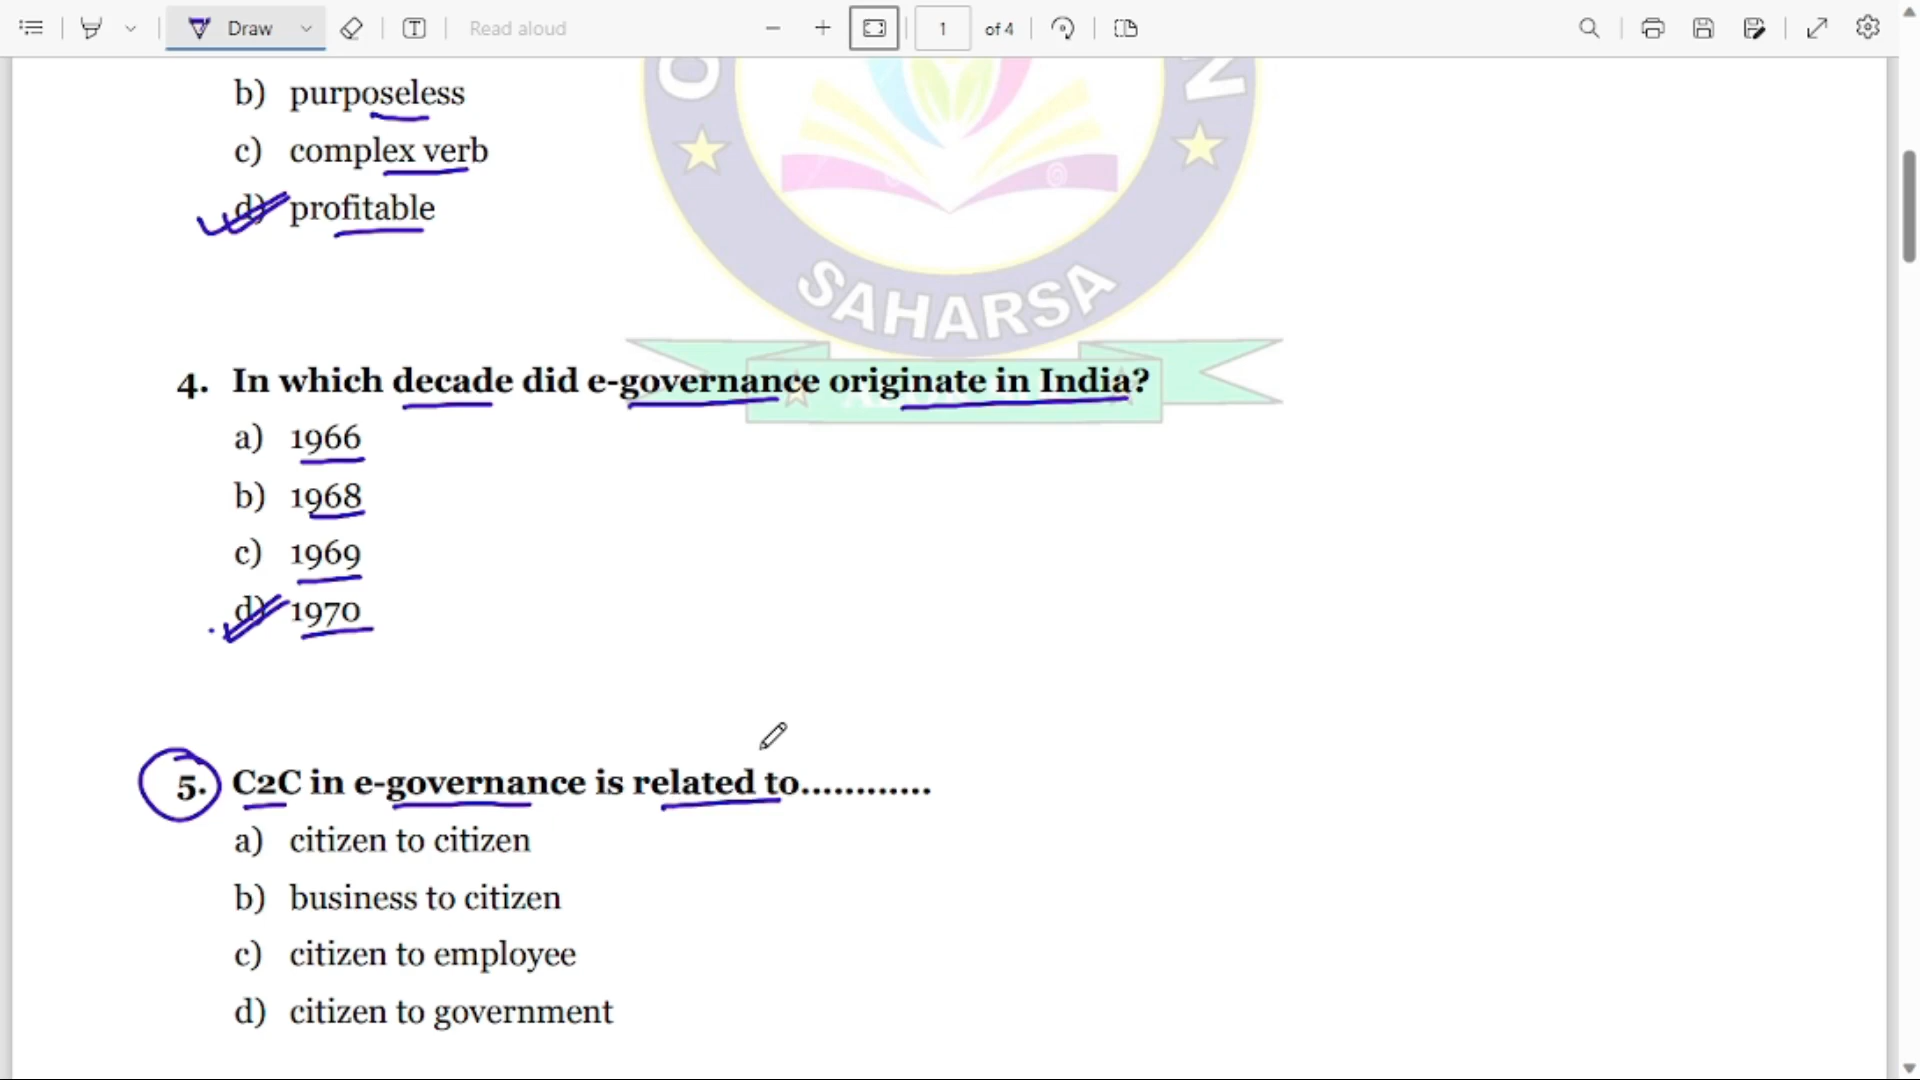 Draw
Read aloud
1 of 4
b) purposeless
c) complex verb
d) profitable
SAHARSA
4. In which decade did e-governance originate in India?
a) 1966
b) 1968
c) 1969
d) 1970
5. C2C in e-governance is related to............
a) citizen to citizen
b) business to citizen
c) citizen to employee
d) citizen to government